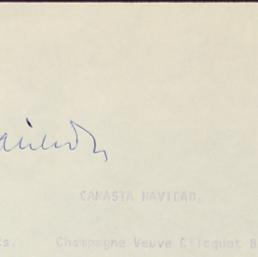 CANASTA NAVIDAD.
Champagne Veuve Clicquot B